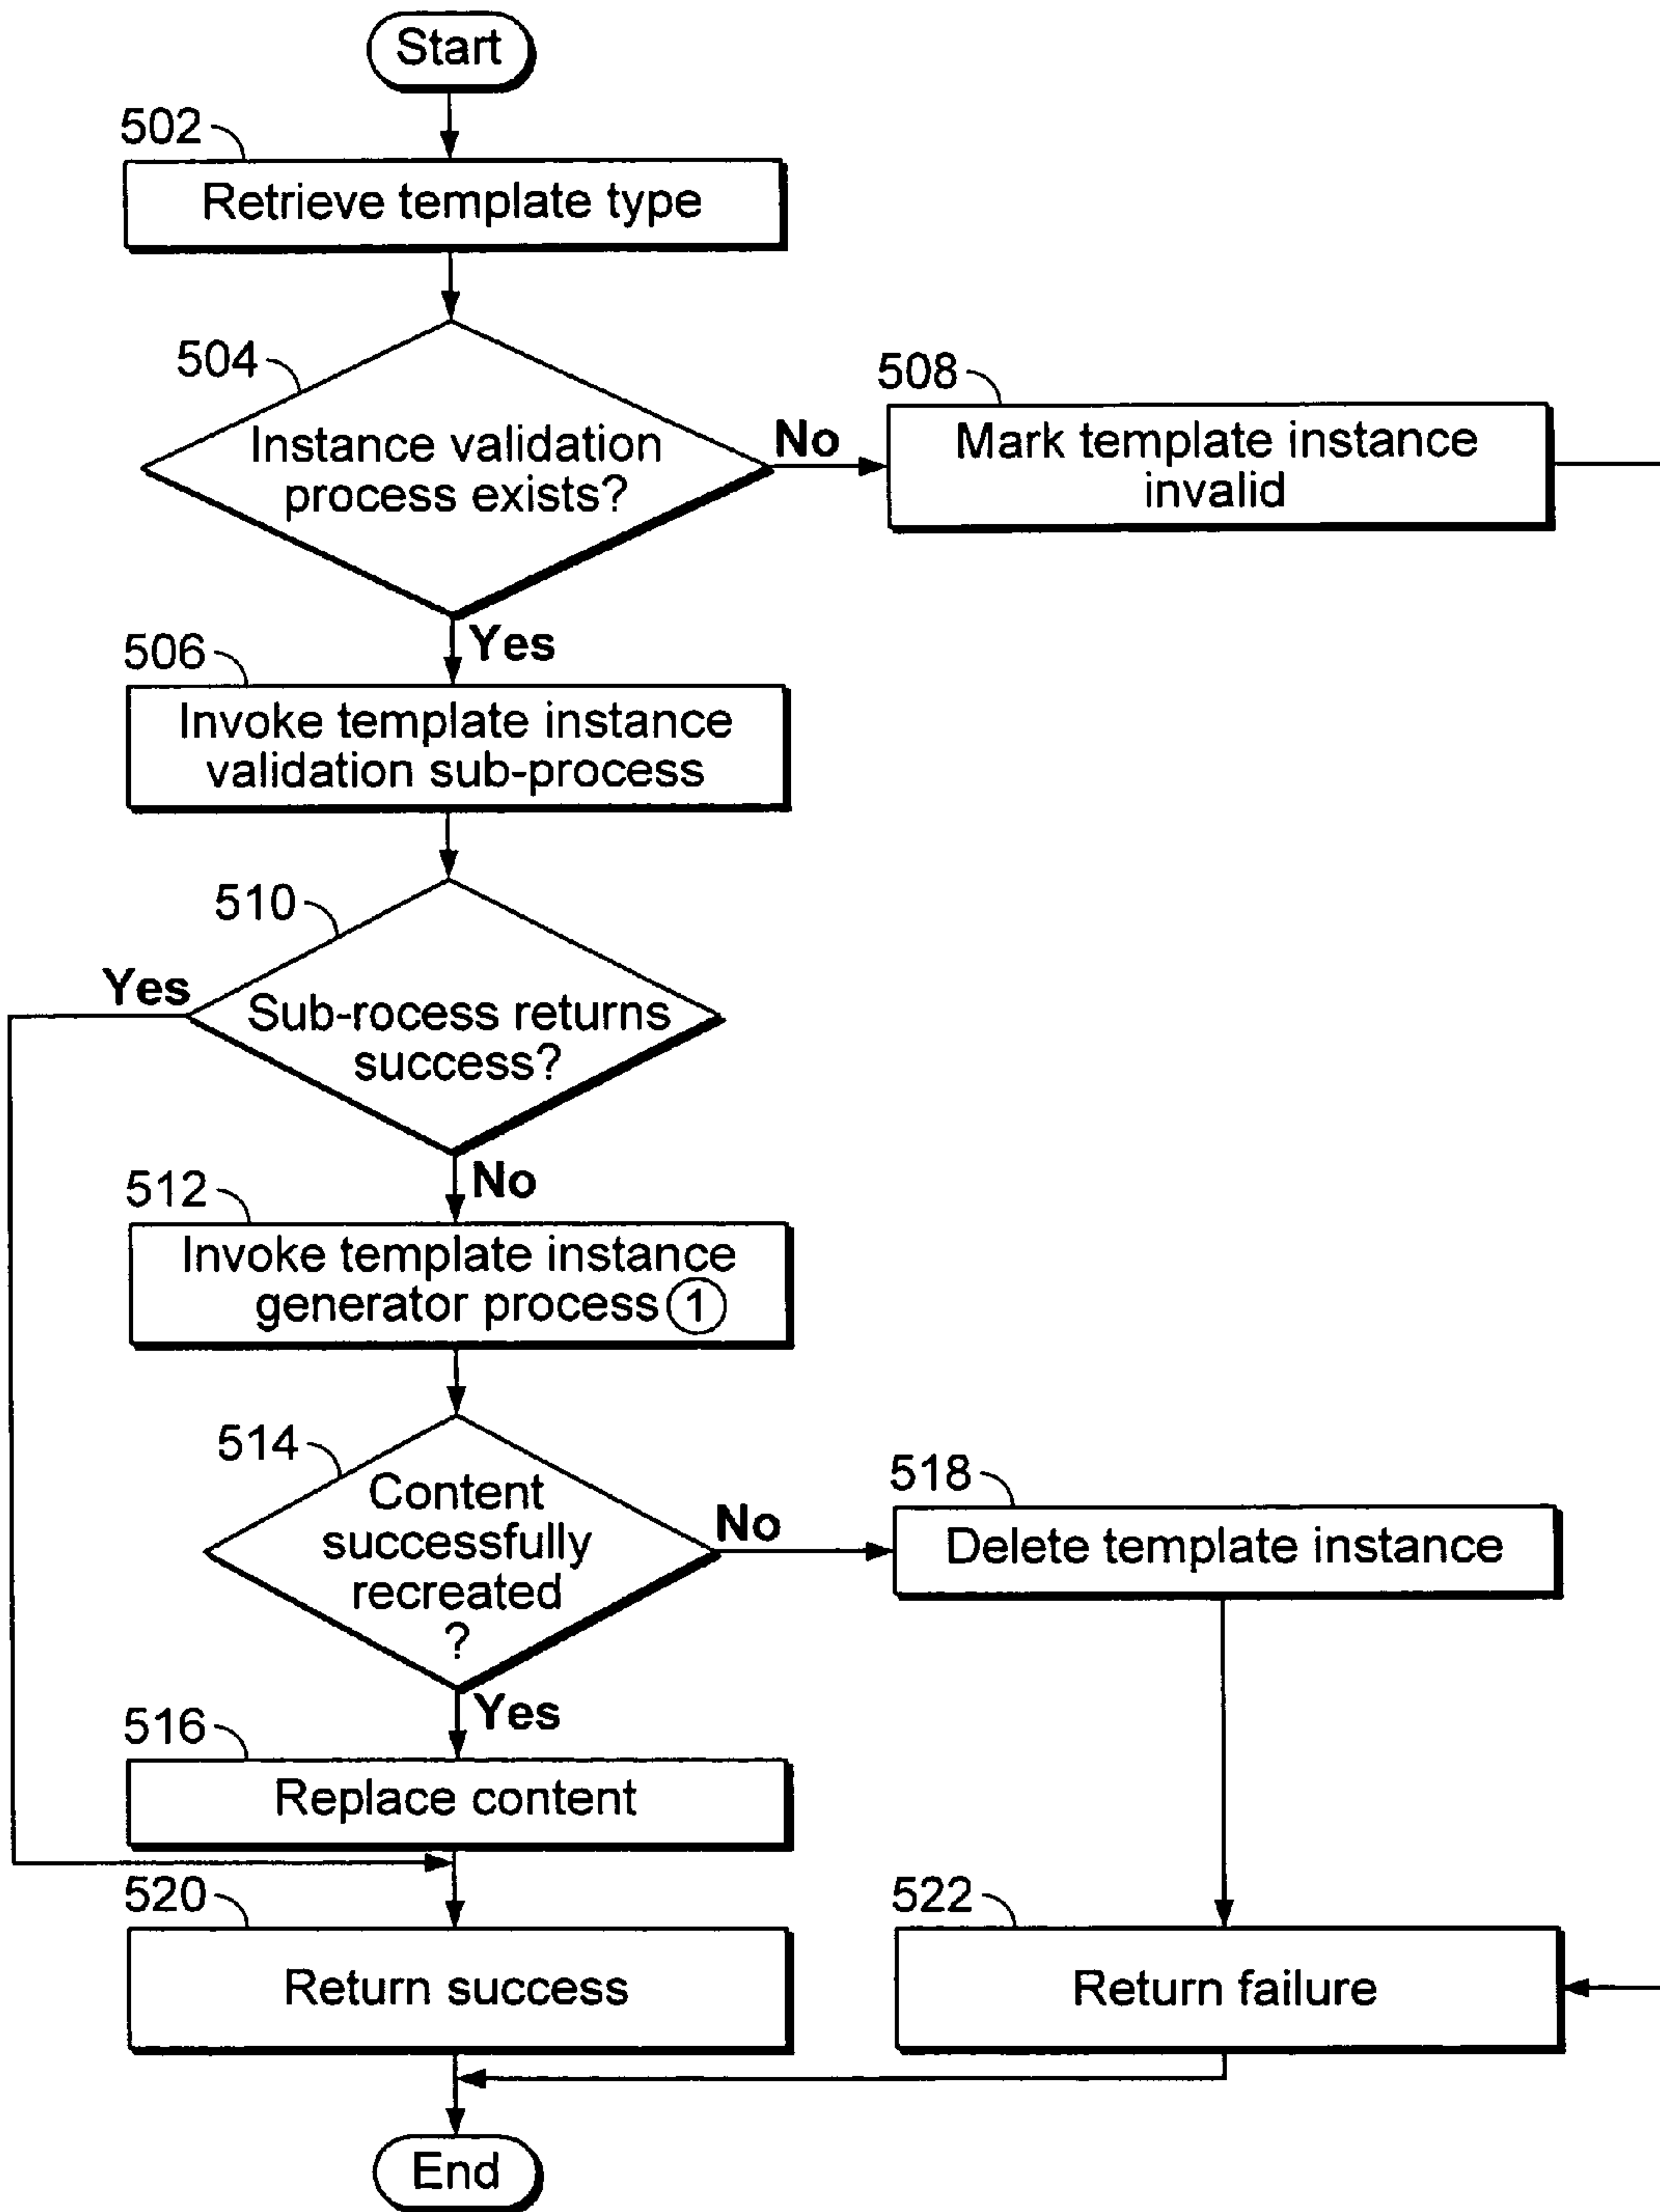 Start
502
Retrieve template type
504
Instance validation
process exists?
No
508
Mark template instance
invalid
Yes
506
Invoke template instance
validation sub-process
510
Yes
Sub-rocess returns
success?
No
512
Invoke template instance
generator process 1
514
Content
successfully
recreated
?
No
518
Delete template instance
Yes
516
Replace content
520
Return success
522
Return failure
End